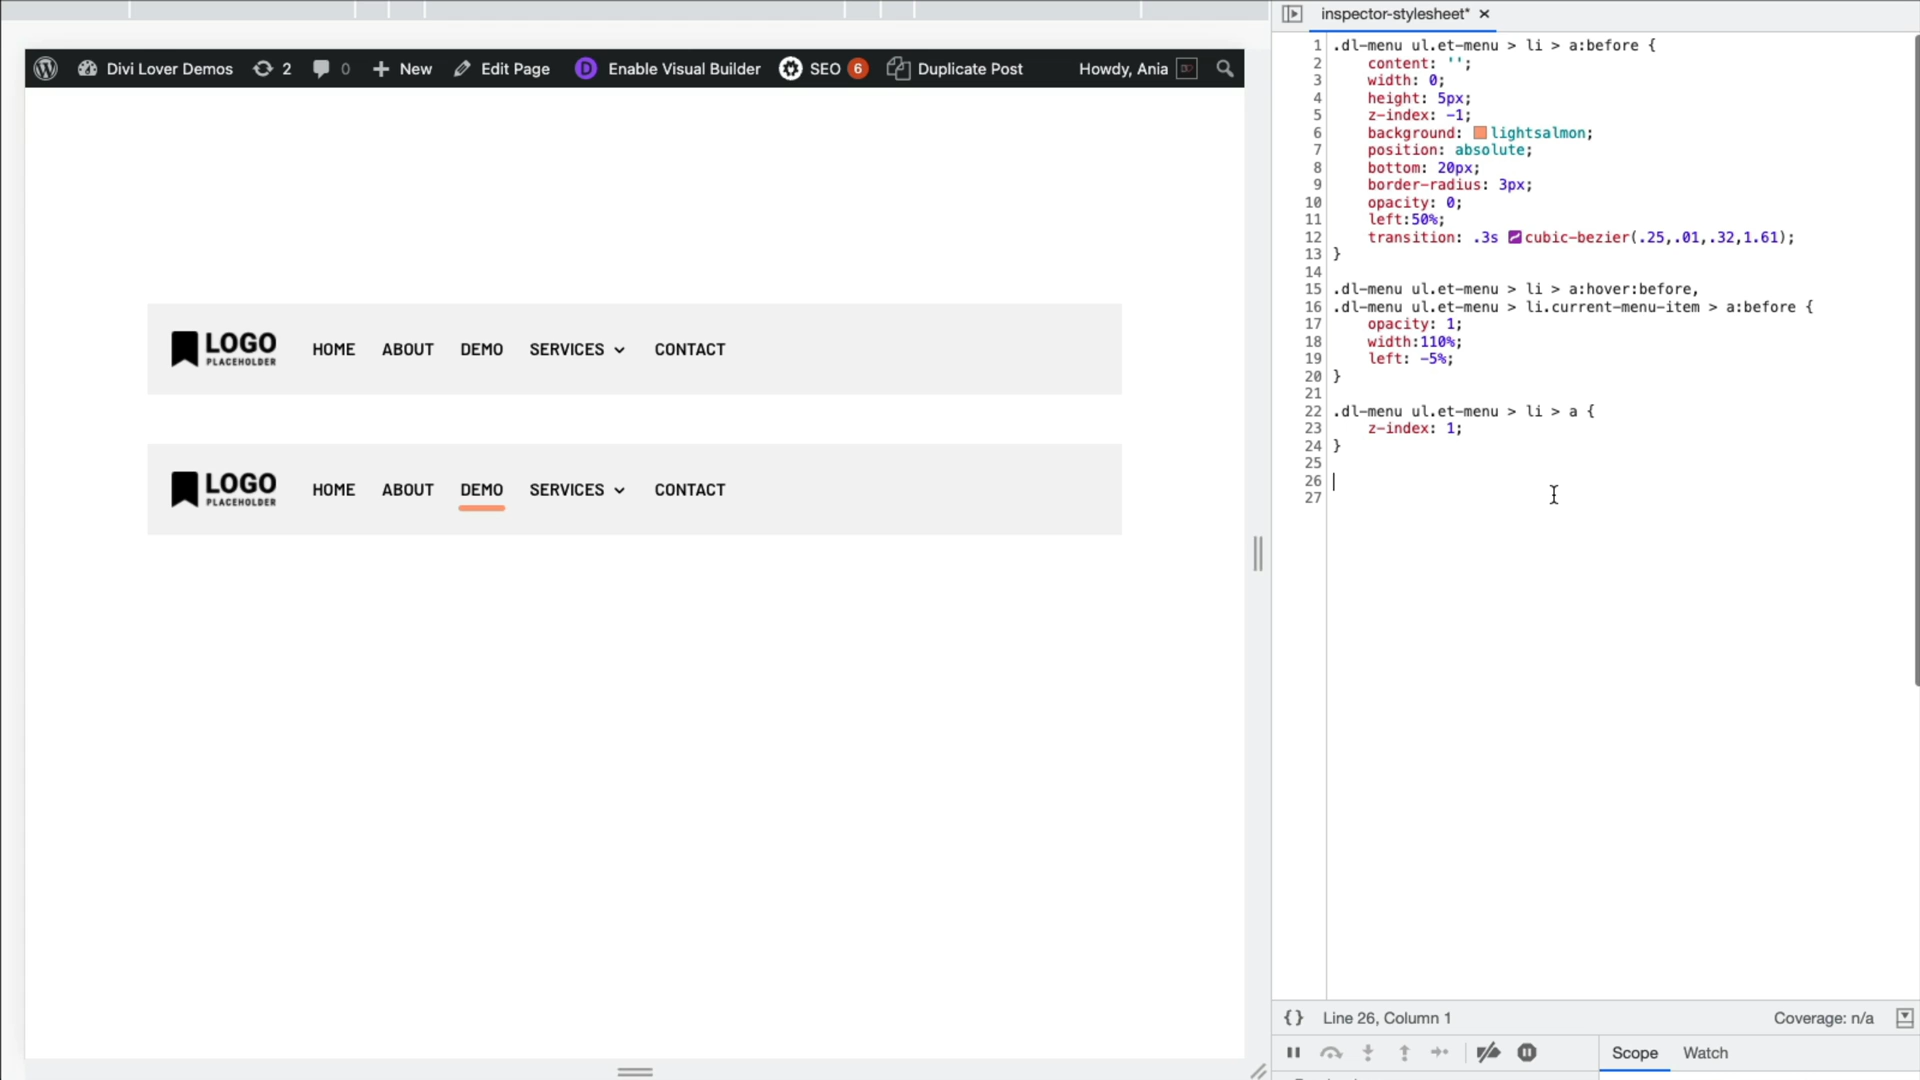 Divi Lover Demos 2 0 New Edit Page D Enable Visual Builder SEO 6 Duplicate Post Howdy, Ania
LOGO
PLACEHOLDER
HOME ABOUT DEMO SERVICES CONTACT
LOGO
PLACEHOLDER
HOME ABOUT DEMO SERVICES CONTACT
inspector-stylesheet* ×
1 .dl-menu ul.et-menu > li > a:before {
2 content: '';
3 width: 0;
4 height: 5px;
5 z-index: -1;
6 background: lightsalmon;
7 position: absolute;
8 bottom: 20px;
9 border-radius: 3px;
10 opacity: 0;
11 left:50%;
12 transition: .3s cubic-bezier(.25,.01,.32,1.61);
13 }
14
15 .dl-menu ul.et-menu > li > a:hover:before,
16 .dl-menu ul.et-menu > li.current-menu-item > a:before {
17 opacity: 1;
18 width:110%;
19 left: -5%;
20 }
21
22 .dl-menu ul.et-menu > li > a {
23 z-index: 1;
24 }
25
26
27
{} Line 26, Column 1 Coverage: n/a
Scope Watch